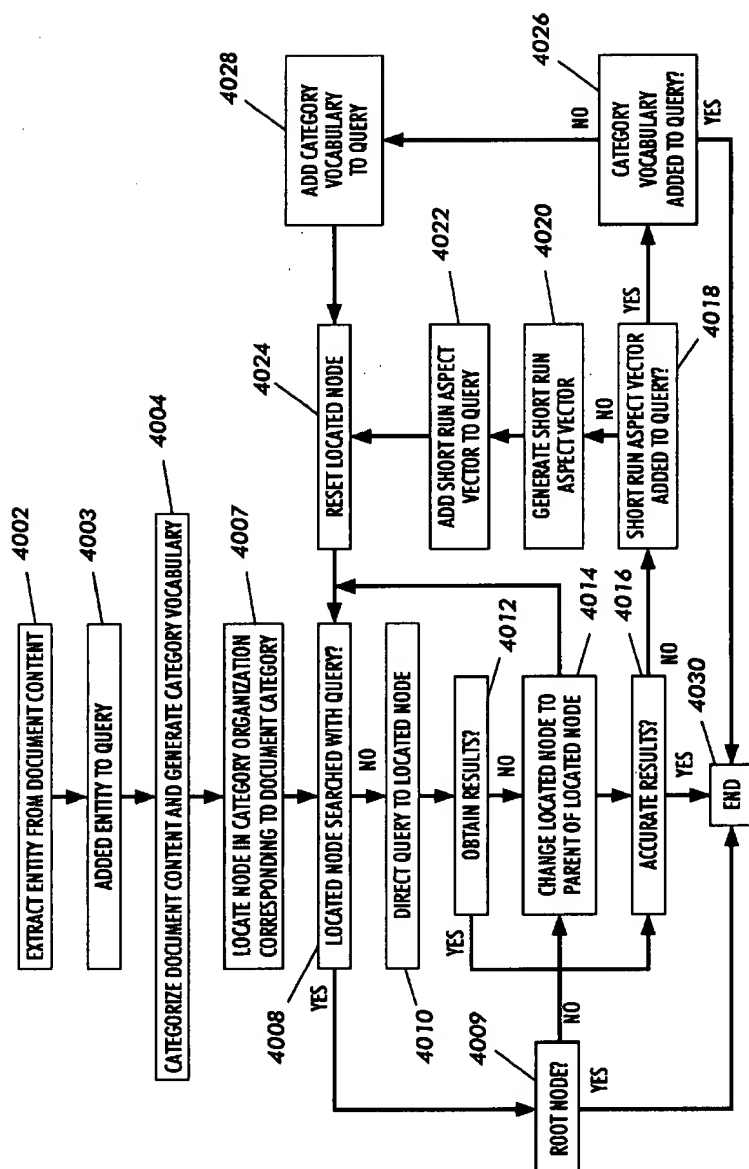 4002
EXTRACT ENTITY FROM DOCUMENT CONTENT
4003
ADDED ENTITY TO QUERY
4004
CATEGORIZE DOCUMENT CONTENT AND GENERATE CATEGORY VOCABULARY
4007
LOCATE NODE IN CATEGORY ORGANIZATION
CORRESPONDING TO DOCUMENT CATEGORY
4008
LOCATED NODE SEARCHED WITH QUERY?
YES
NO
4010
DIRECT QUERY TO LOCATED NODE
4012
OBTAIN RESULTS?
YES
NO
4009
ROOT NODE?
NO
YES
4014
CHANGE LOCATED NODE TO
PARENT OF LOCATED NODE
4016
ACCURATE RESULTS?
NO
YES
4030
END
4018
SHORT RUN ASPECT VECTOR
ADDED TO QUERY?
NO
YES
4020
GENERATE SHORT RUN
ASPECT VECTOR
4022
ADD SHORT RUN ASPECT
VECTOR TO QUERY
4024
RESET LOCATED NODE
4026
CATEGORY
VOCABULARY
ADDED TO QUERY?
NO
YES
4028
ADD CATEGORY
VOCABULARY
TO QUERY